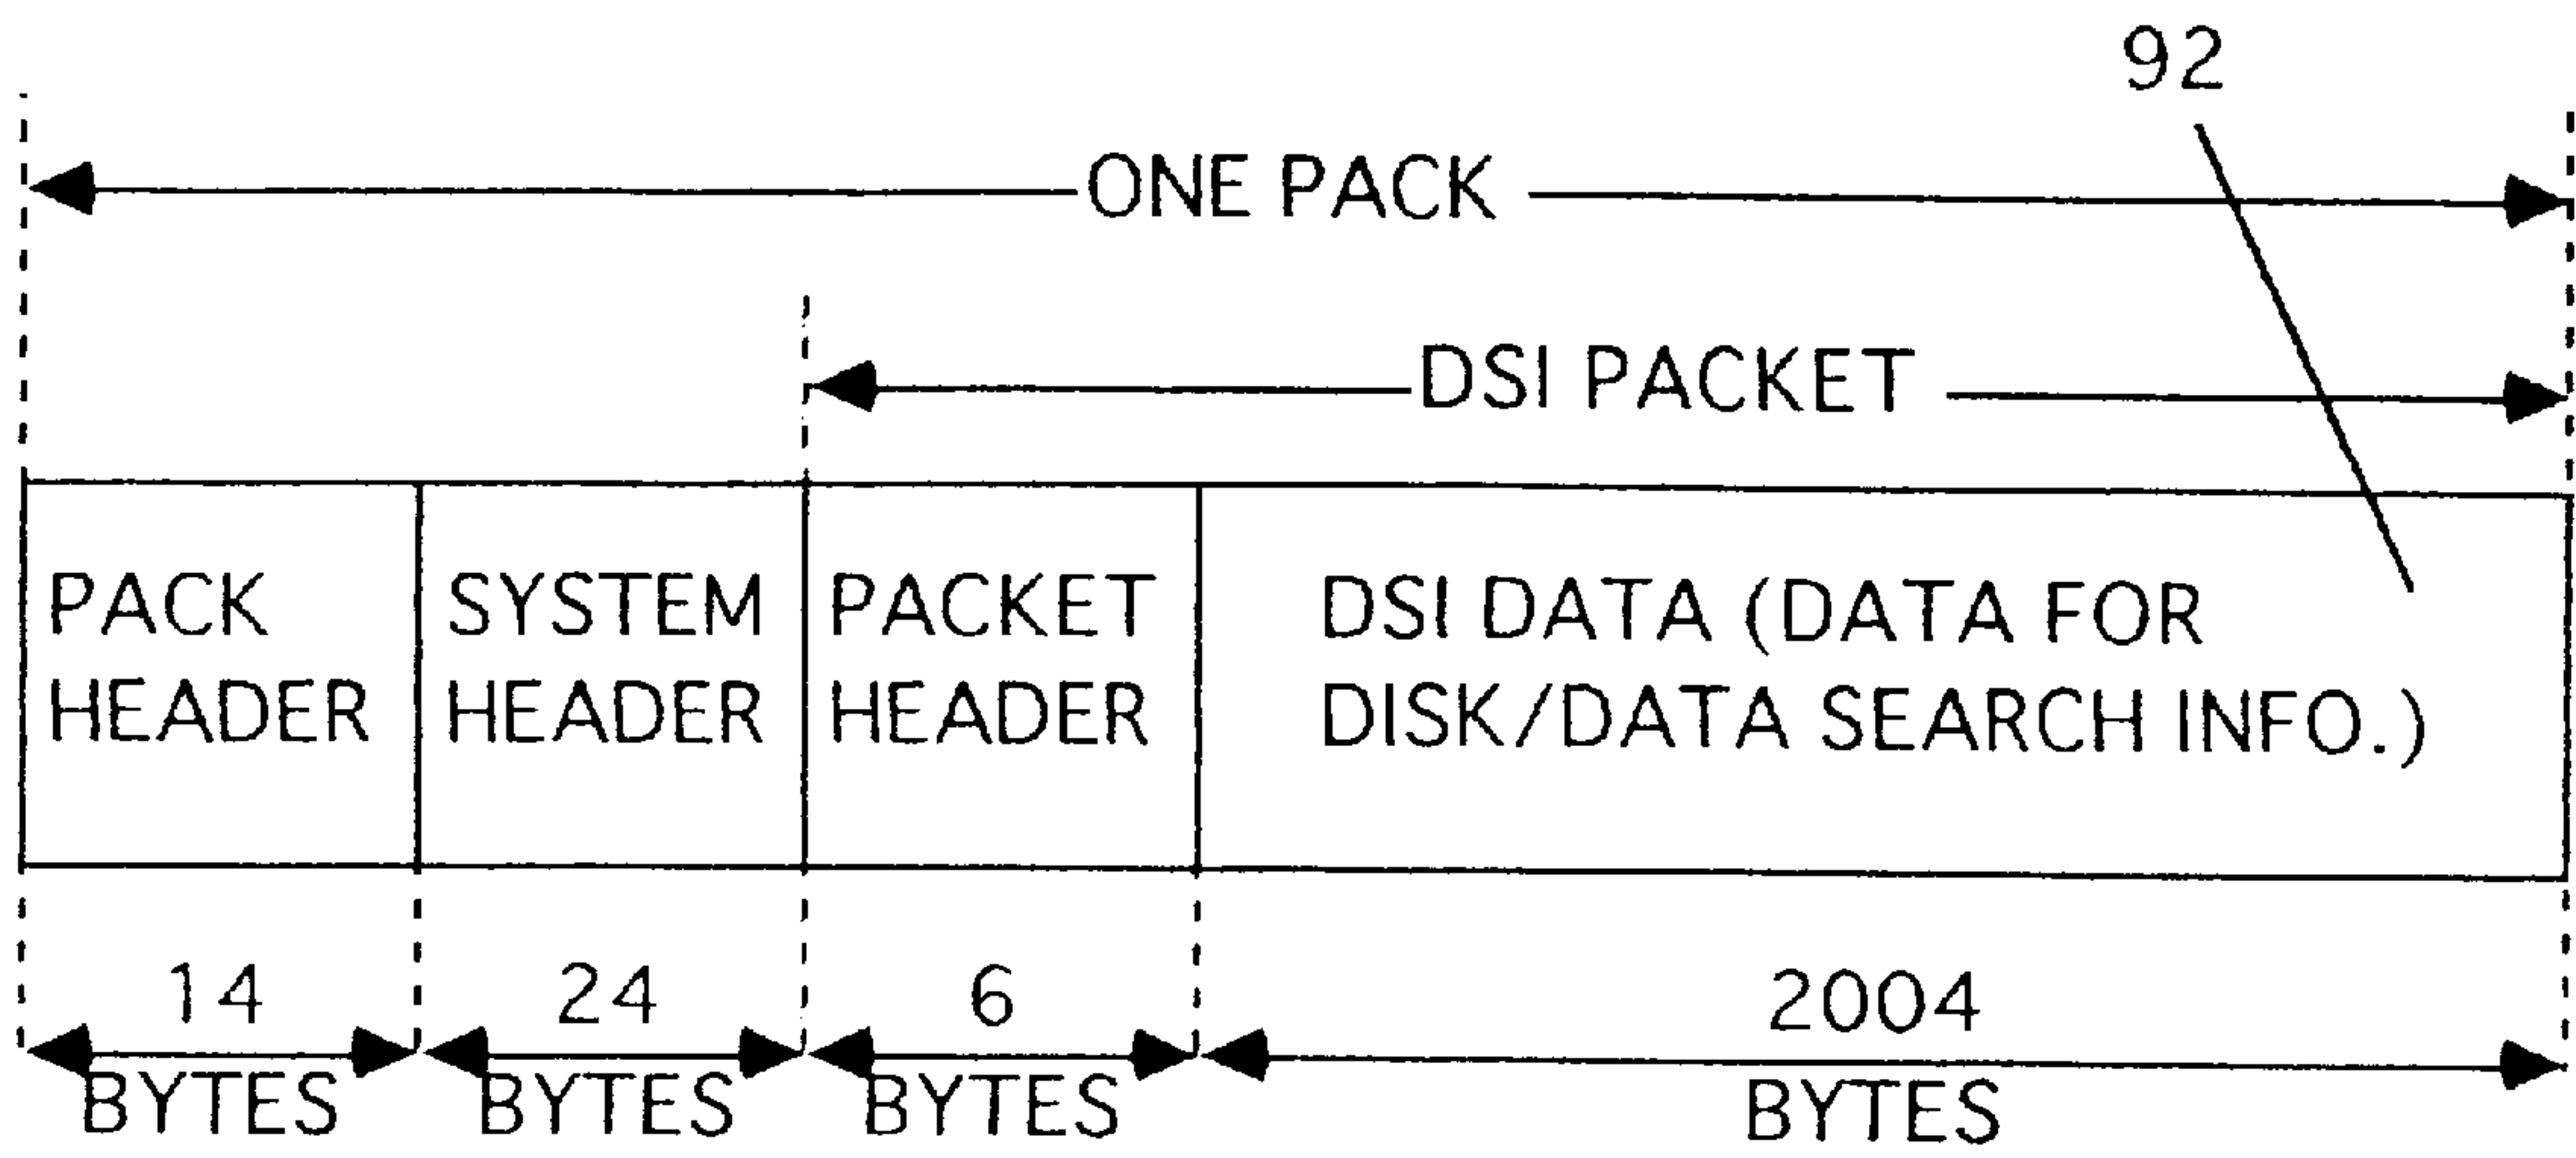 92
ONE PACK
DSI PACKET
PACK
HEADER
SYSTEM
HEADER
PACKET
HEADER
DSI DATA (DATA FOR
DISK/DATA SEARCH INFO.)
14
BYTES
24
BYTES
6
BYTES
2004
BYTES